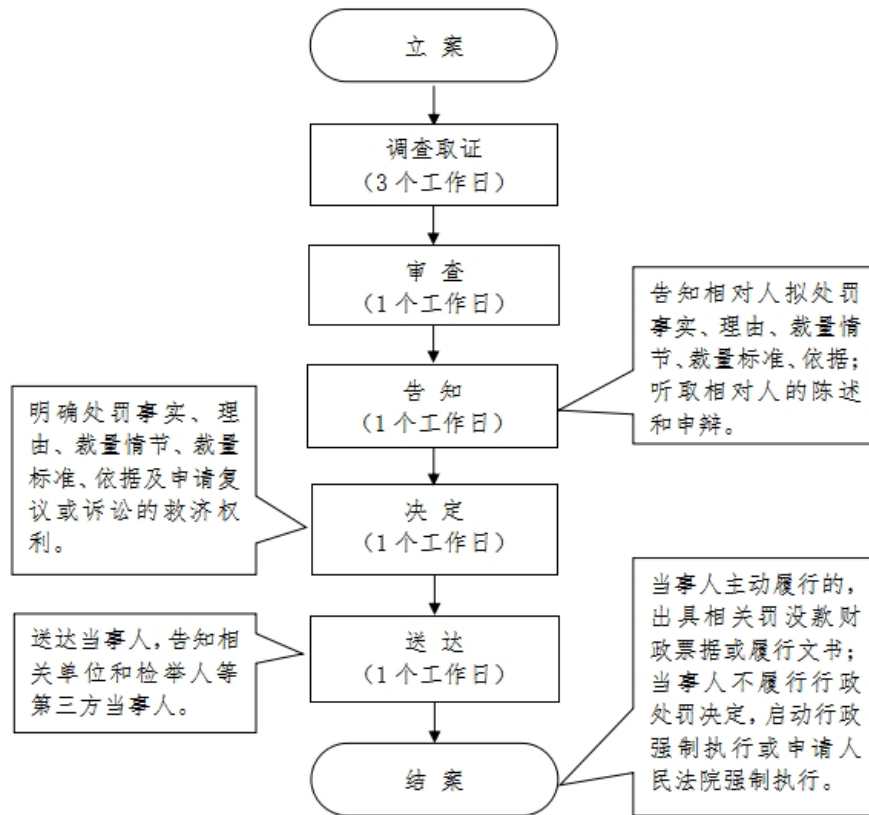 立 案
调查取证
（3 个工作日）
审 查
（1 个工作日）
告知相对人拟处罚
事实、理由、裁量情
节、裁量标准、依据；
听取相对人的陈述
和申辩。
告 知
（1 个工作日）
明确处罚事实、理
由、裁量情节、裁量
标准、依据及申请复
议或诉讼的救济权
利。
决 定
（1 个工作日）
送达当事人，告知相
关单位和检举人等
第三方当事人。
送 达
（1 个工作日）
当事人主动履行的，
出具相关罚没款财
政票据或履行文书；
当事人不履行行政
处罚决定，启动行政
强制执行或申请人
民法院强制执行。
结 案